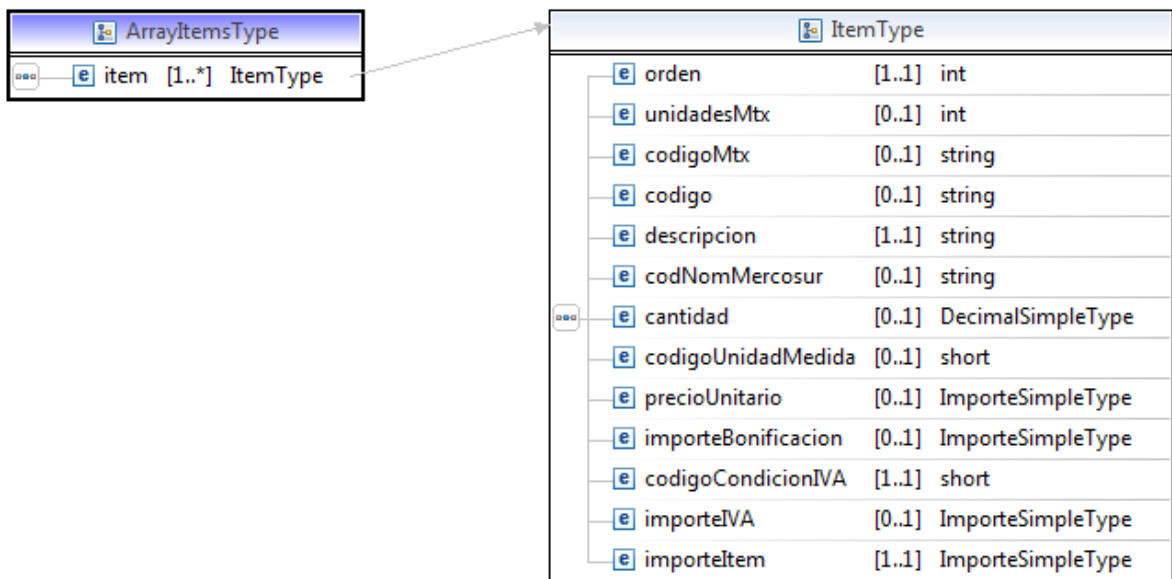 ArrayItemsType
e item [1..*] ItemType
ItemType
e orden [1..1] int
e unidadesMtx [0..1] int
e codigoMtx [0..1] string
e codigo [0..1] string
e descripcion [1..1] string
e codNomMercosur [0..1] string
e cantidad [0..1] DecimalSimpleType
e codigoUnidadMedida [0..1] short
e precioUnitario [0..1] ImporteSimpleType
e importeBonificacion [0..1] ImporteSimpleType
e codigoCondicionIVA [1..1] short
e importeIVA [0..1] ImporteSimpleType
e importeItem [1..1] ImporteSimpleType